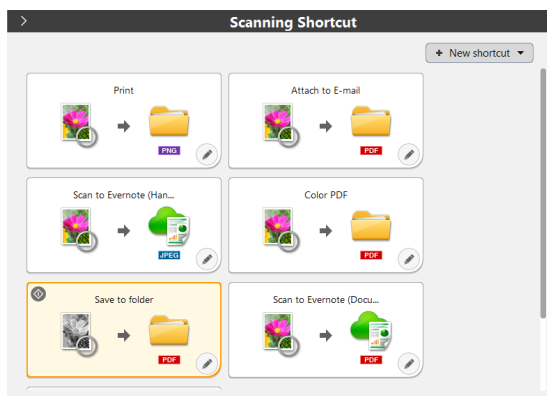 Scanning Shortcut
+ New shortcut
Print
PNG
Attach to E-mail
PDF
Scan to Evernote (Han...
JPEG
Color PDF
PDF
Save to folder
PDF
Scan to Evernote (Docu...
PDF